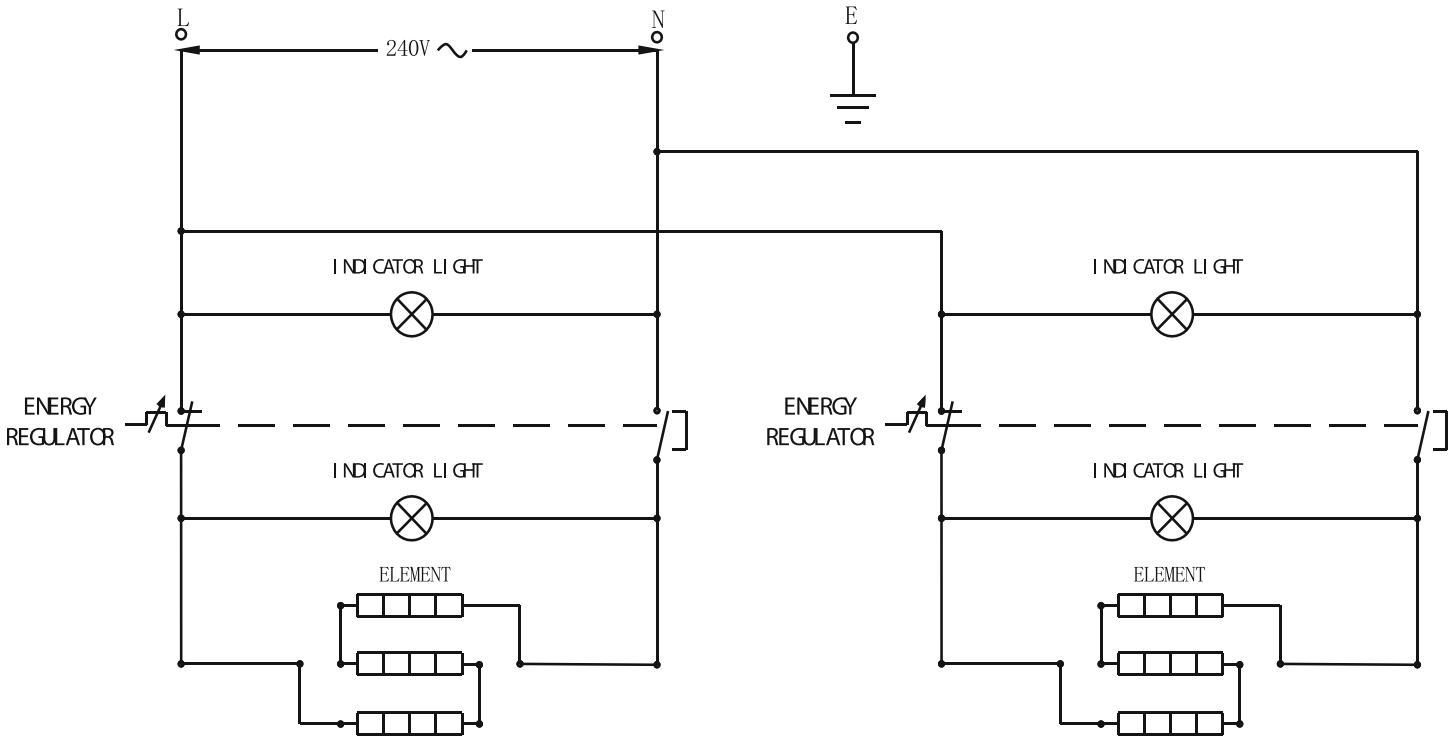 L
N
E
240V
INDICATOR LIGHT
INDICATOR LIGHT
ENERGY
REGULATOR
ENERGY
REGULATOR
INDICATOR LIGHT
INDICATOR LIGHT
ELEMENT
ELEMENT